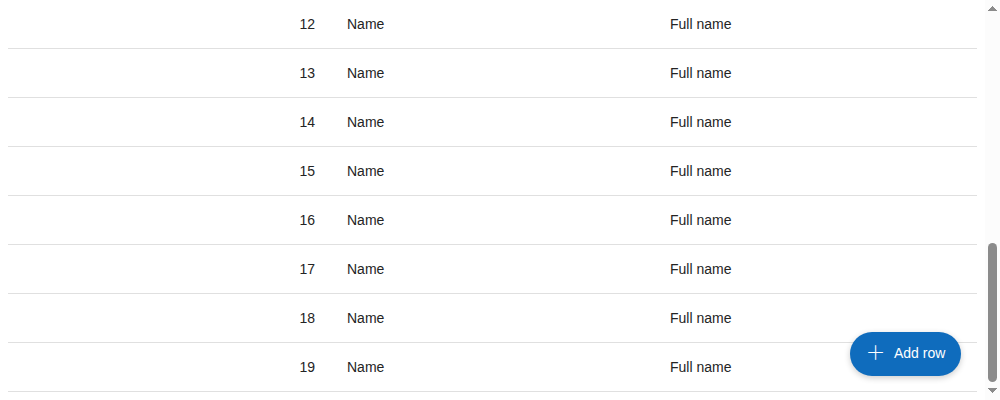 12 Name Full name
13 Name Full name
14 Name Full name
15 Name Full name
16 Name Full name
17 Name Full name
18 Name Full name
Add row
19 Name Full name